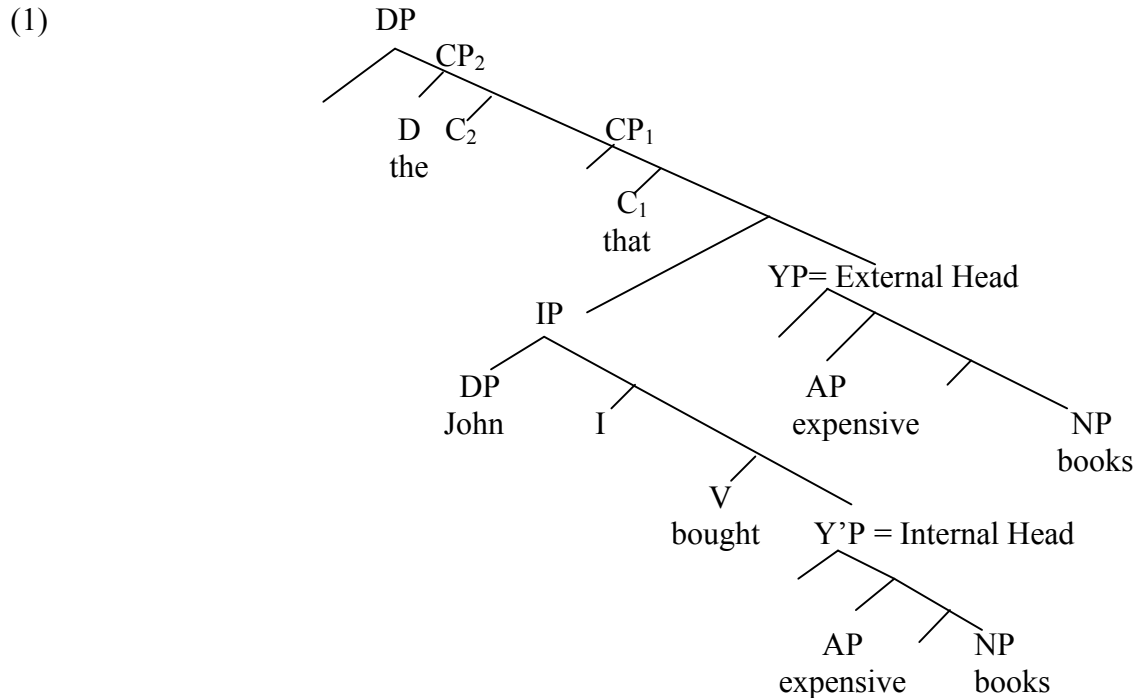 (1)
DP
CP₂
D C₂ CP₁
the
C₁
that
YP= External Head
IP
DP AP
John I expensive NP
books
V
bought Y’P = Internal Head
AP NP
expensive books